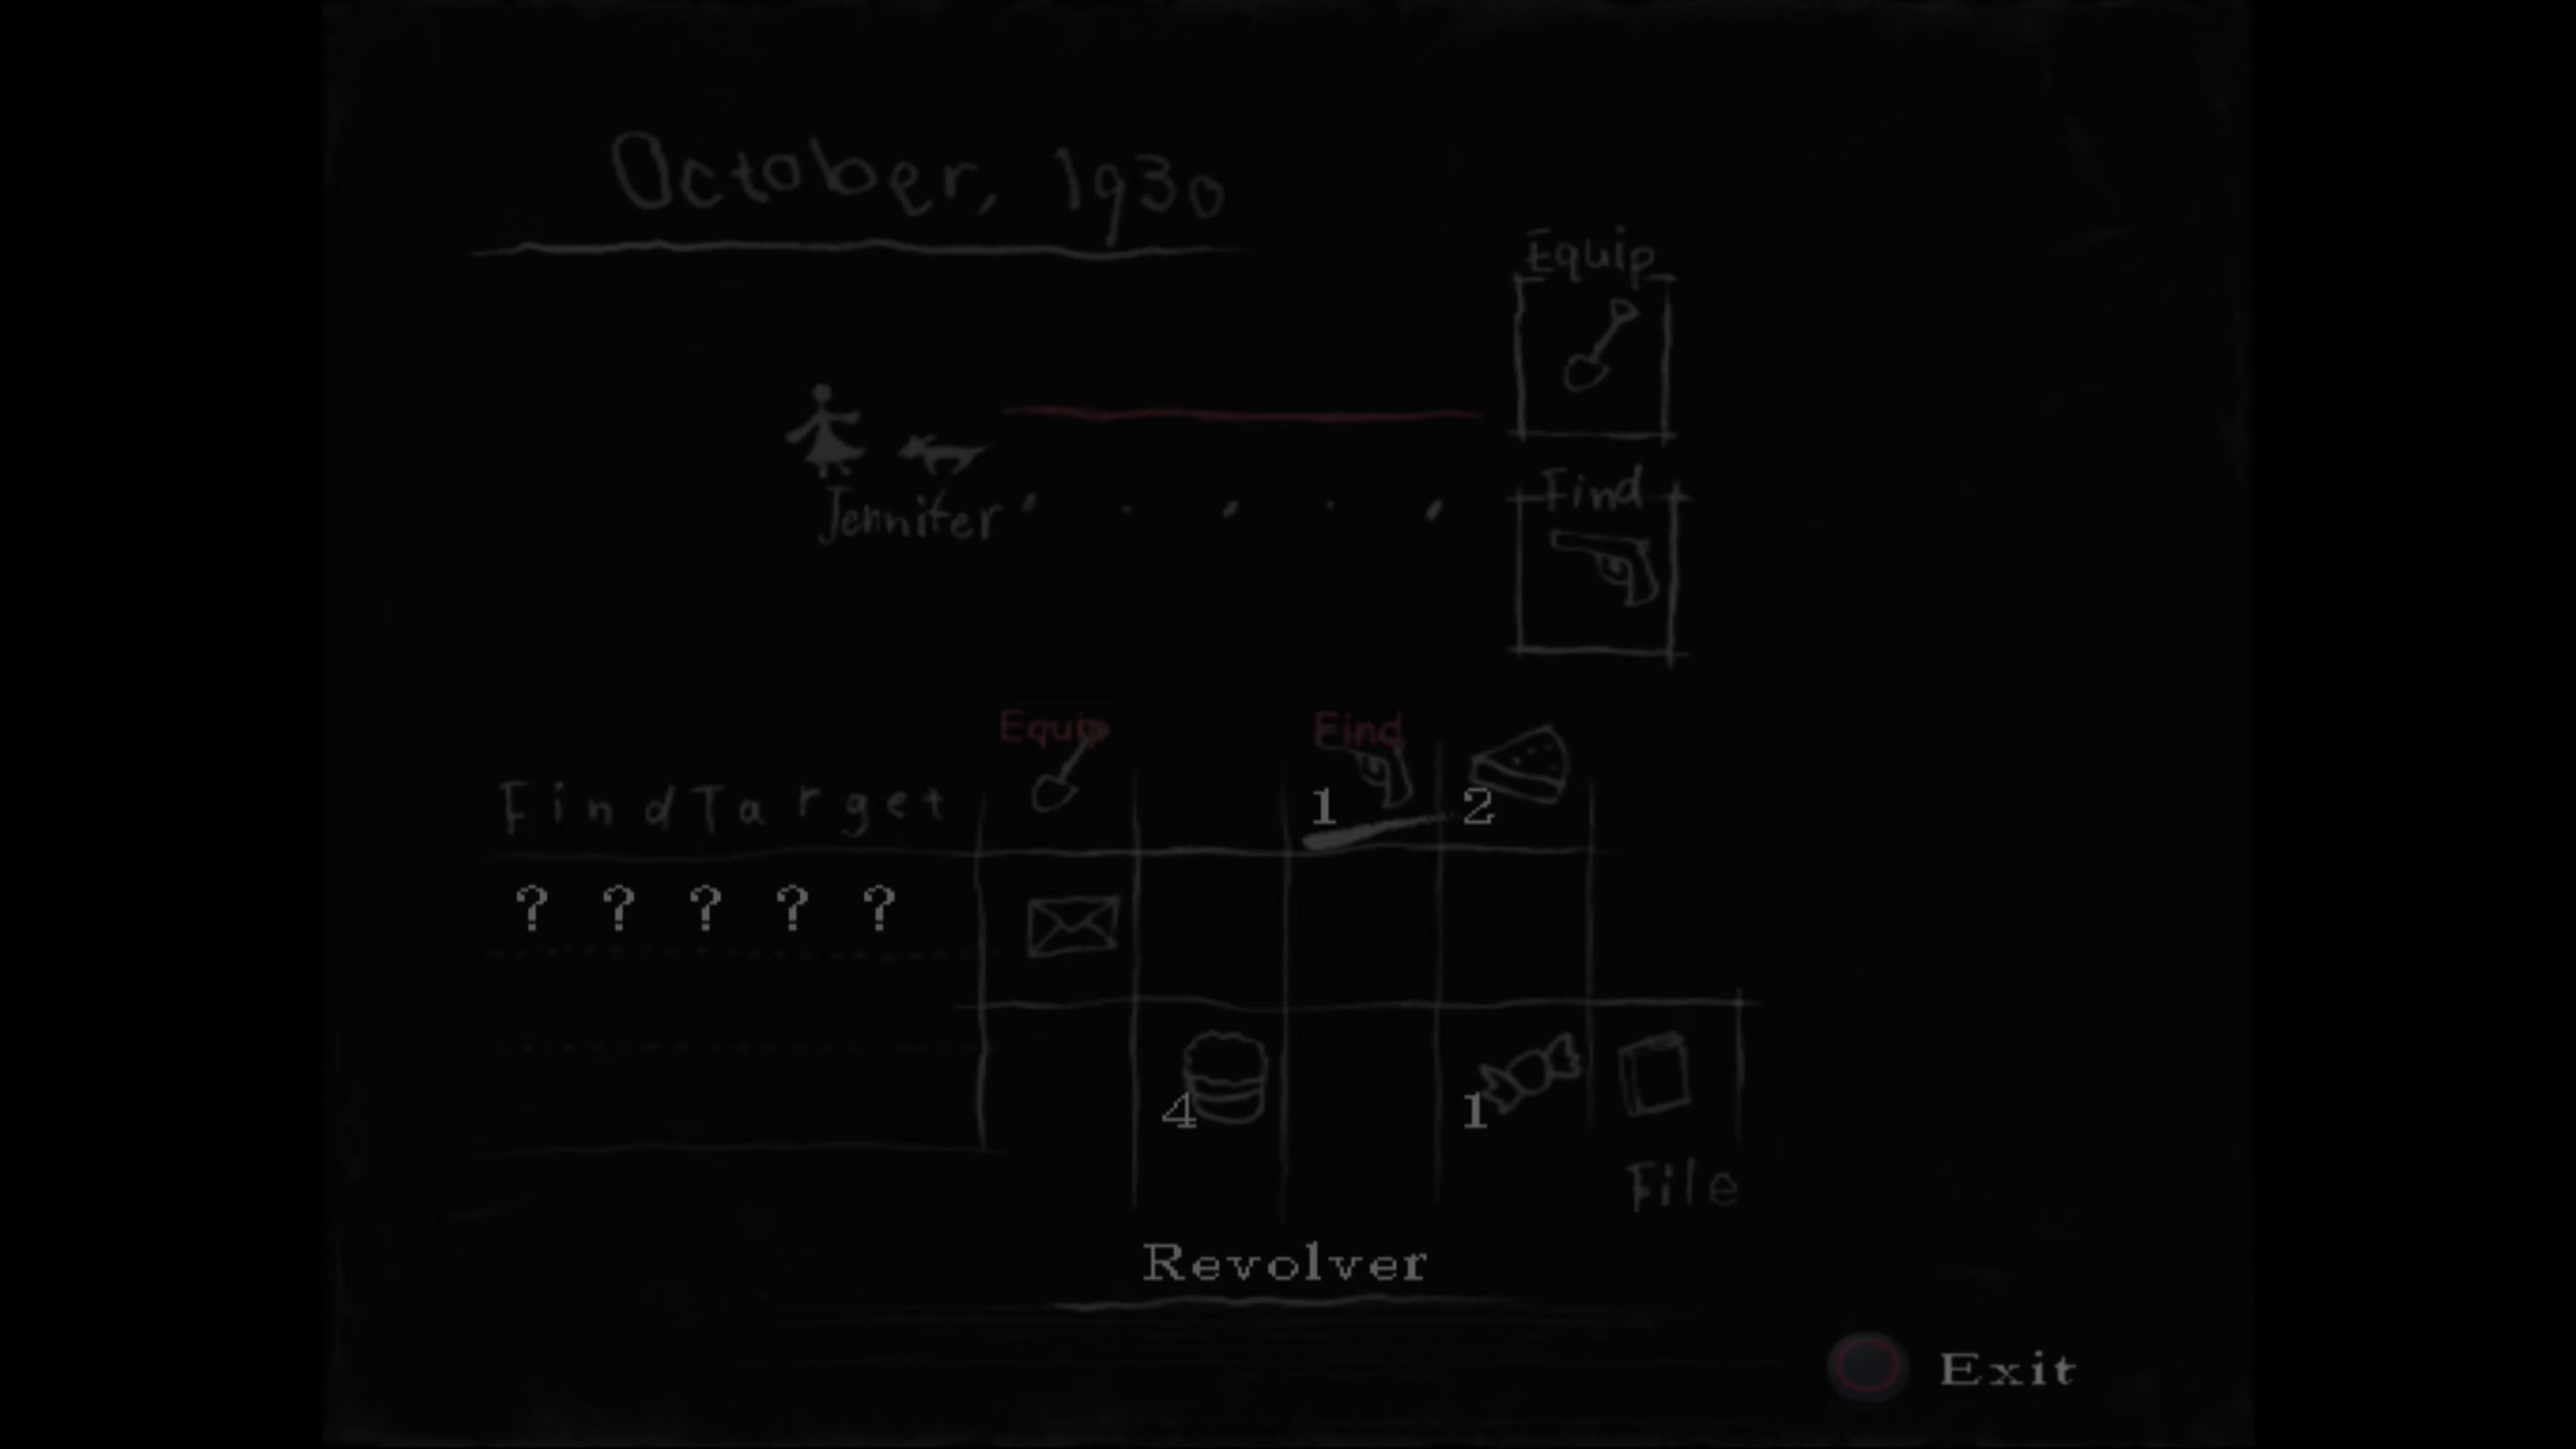 October, 1930
Equip
Jennifer
Find
Equip
Find
FindTarget
1
2
? ? ? ? ?
4
1
File
Revolver
Exit